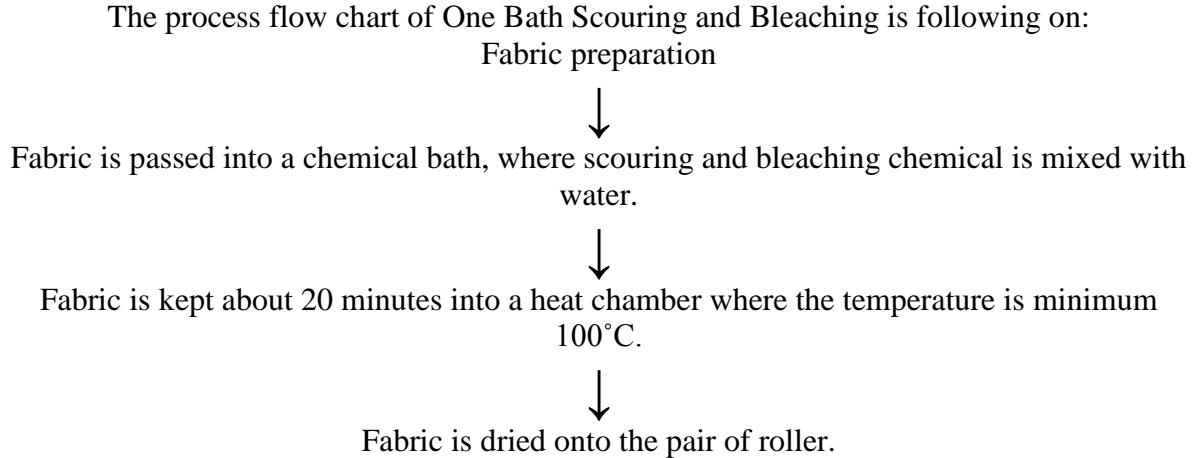 The process flow chart of One Bath Scouring and Bleaching is following on:
Fabric preparation
Fabric is passed into a chemical bath, where scouring and bleaching chemical is mixed with
water.
Fabric is kept about 20 minutes into a heat chamber where the temperature is minimum
100˚C.
Fabric is dried onto the pair of roller.